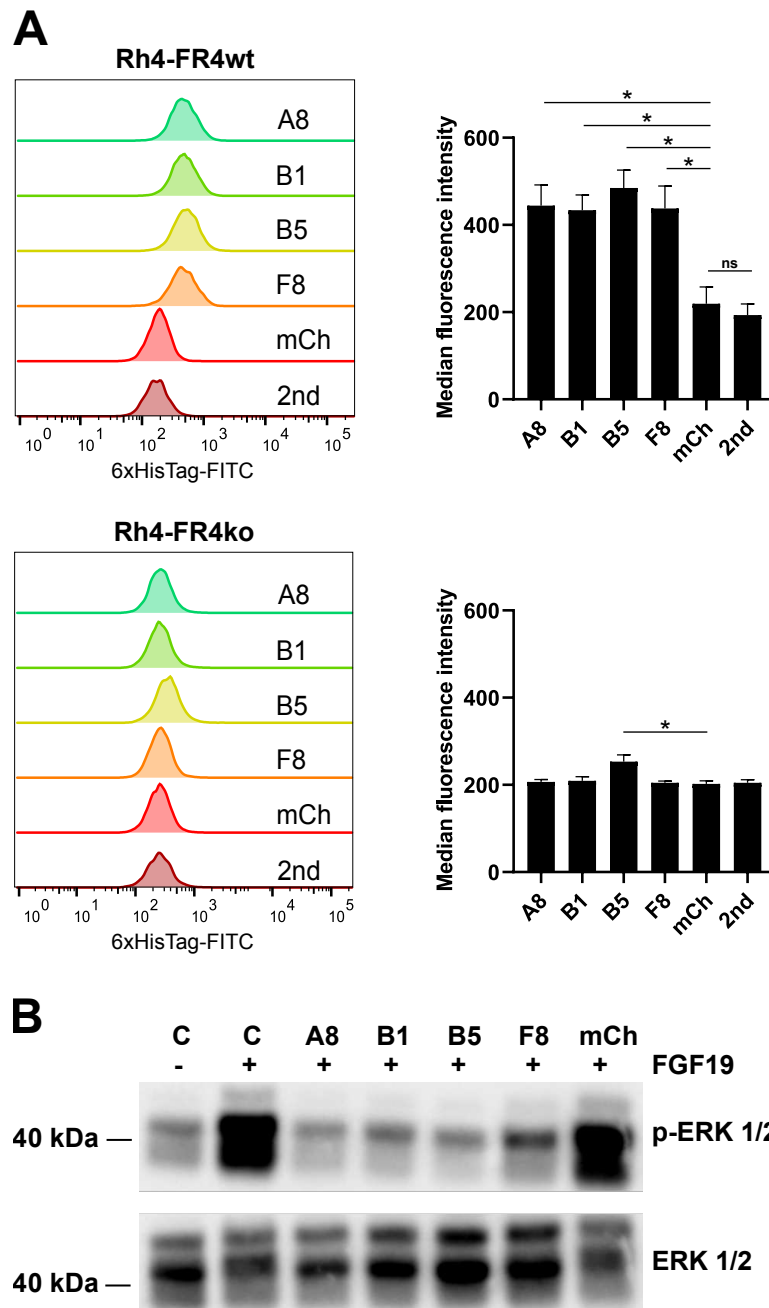 A
Rh4-FR4wt
A8
B1
B5
F8
mCh
2nd
10^0 10^1 10^2 10^3 10^4 10^5
6xHisTag-FITC
Median fluorescence intensity
600
400
200
0
* 
*
*
*
ns
A8 B1 B5 F8 mCh 2nd
Rh4-FR4ko
A8
B1
B5
F8
mCh
2nd
10^0 10^1 10^2 10^3 10^4 10^5
6xHisTag-FITC
Median fluorescence intensity
600
400
200
0
*
A8 B1 B5 F8 mCh 2nd
B
C C A8 B1 B5 F8 mCh
- + + + + + + FGF19
40 kDa
p-ERK 1/2
ERK 1/2
40 kDa